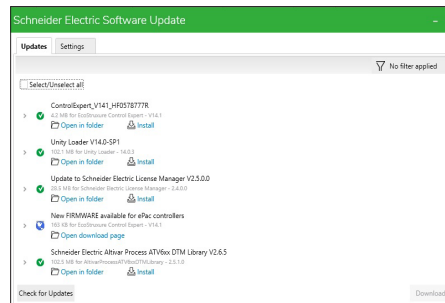 Schneider Electric Software Update
Updates Settings
No filter applied
Select/Unselect all
ControlExpert_V141_HF0578777R
4.2 MB for EcoStruxure Control Expert - V14.1
Open in folder Install
Unity Loader V14.0-SP1
102.1 MB for Unity Loader - 14.0.3
Open in folder Install
Update to Schneider Electric License Manager V2.5.0.0
28.5 MB for Schneider Electric License Manager - 2.4.0.0
Open in folder Install
New FIRMWARE available for ePac controllers
163 KB for EcoStruxure Control Expert - V14.1
Open download page
Schneider Electric Altivar Process ATV6xx DTM Library V2.6.5
102.5 MB for AltivarProcessATV6xxDTMLibrary - 2.5.1.0
Open in folder Install
Check for Updates Download